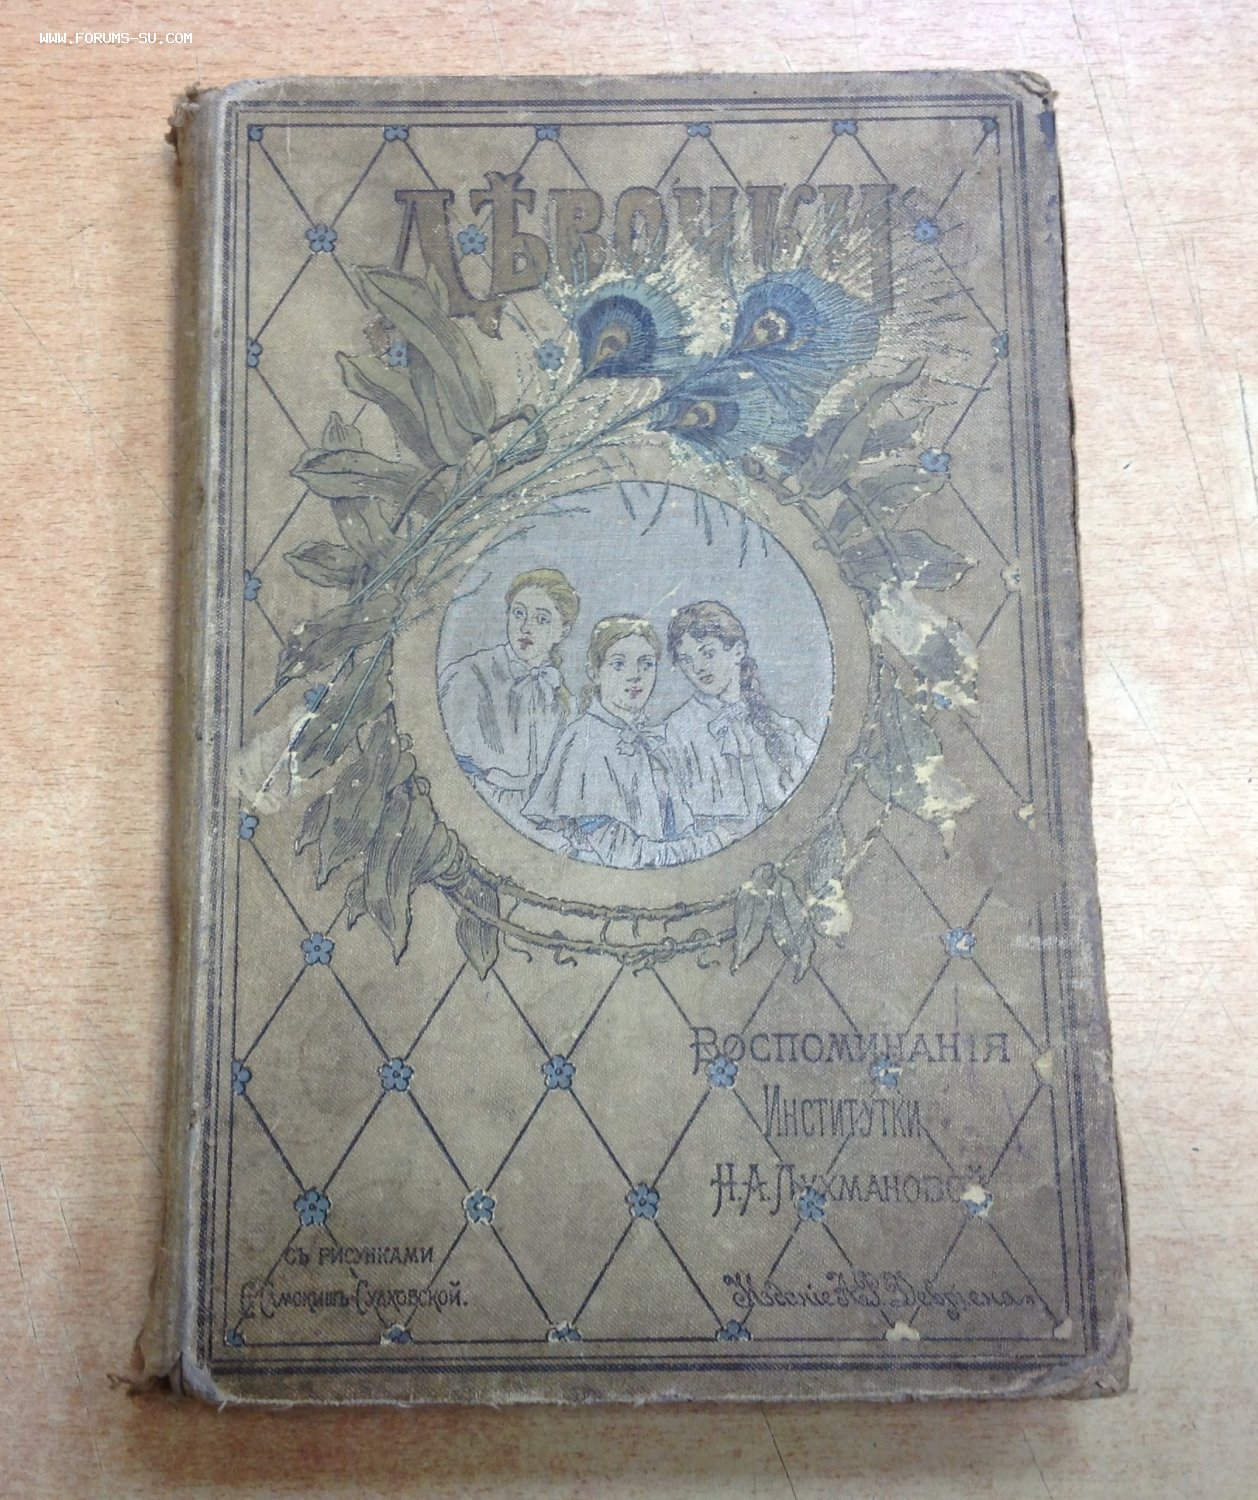 WWW.FORUMS-SU.COM
ДѢВОЧКИ
ВОСПОМИНАНІЯ
ИНСТИТУТКИ
Н.А. ЛУХМАНОВОЙ
СЪ РИСУНКАМИ
Е. САМОКИШЪ-СУДКОВСКОЙ.
Изданіе А.Ф. Девріена